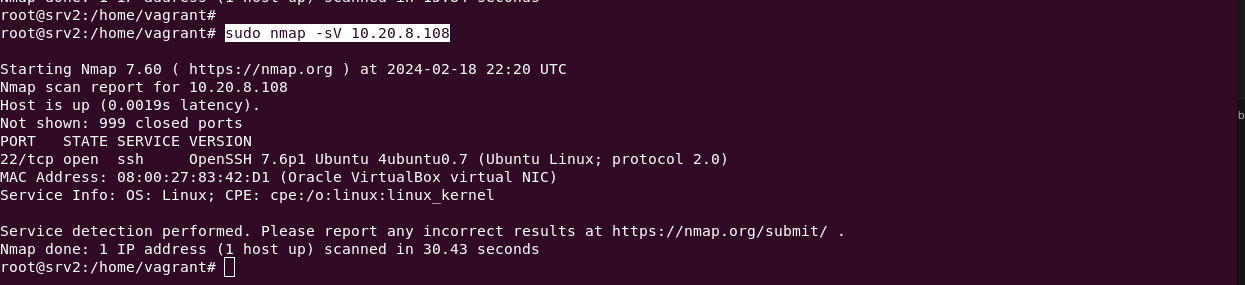 Nmap done: 1 IP address (1 host up) scanned in 15.84 seconds
root@srv2:/home/vagrant#
root@srv2:/home/vagrant# sudo nmap -sV 10.20.8.108
Starting Nmap 7.60 ( https://nmap.org ) at 2024-02-18 22:20 UTC
Nmap scan report for 10.20.8.108
Host is up (0.0019s latency).
Not shown: 999 closed ports
PORT   STATE SERVICE VERSION
22/tcp open  ssh     OpenSSH 7.6p1 Ubuntu 4ubuntu0.7 (Ubuntu Linux; protocol 2.0)
MAC Address: 08:00:27:83:42:D1 (Oracle VirtualBox virtual NIC)
Service Info: OS: Linux; CPE: cpe:/o:linux:linux_kernel
Service detection performed. Please report any incorrect results at https://nmap.org/submit/ .
Nmap done: 1 IP address (1 host up) scanned in 30.43 seconds
root@srv2:/home/vagrant#
b